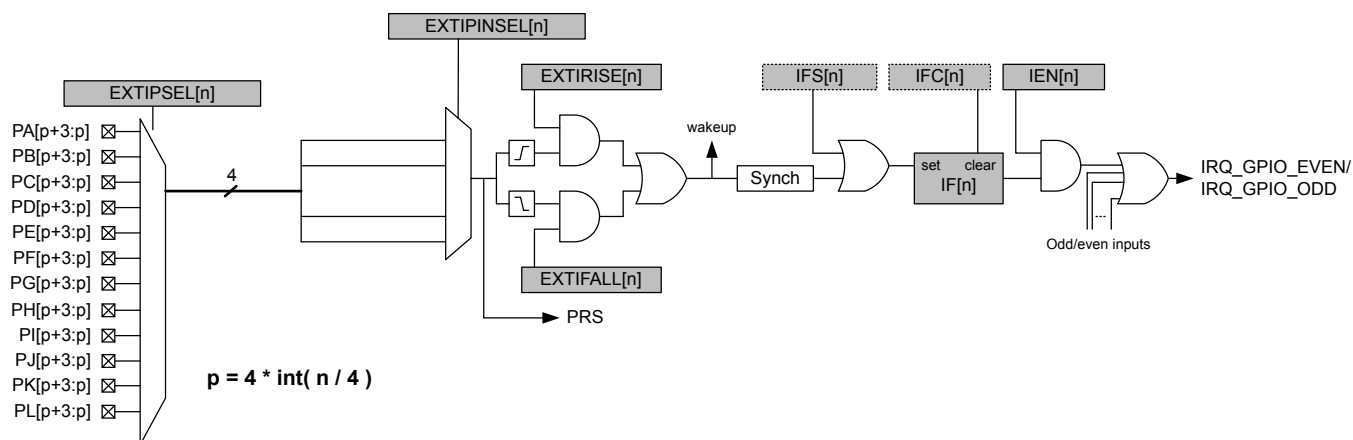 EXTIPINSEL[n]
EXTIPSEL[n]
EXTIRISE[n]
IFS[n]
IFC[n]
IEN[n]
PA[p+3:p]
PB[p+3:p]
PC[p+3:p]
PD[p+3:p]
PE[p+3:p]
PF[p+3:p]
PG[p+3:p]
PH[p+3:p]
PI[p+3:p]
PJ[p+3:p]
PK[p+3:p]
PL[p+3:p]
4
wakeup
Synch
set clear
IF[n]
IRQ_GPIO_EVEN/
IRQ_GPIO_ODD
...
Odd/even inputs
EXTIFALL[n]
PRS
p = 4 * int( n / 4 )